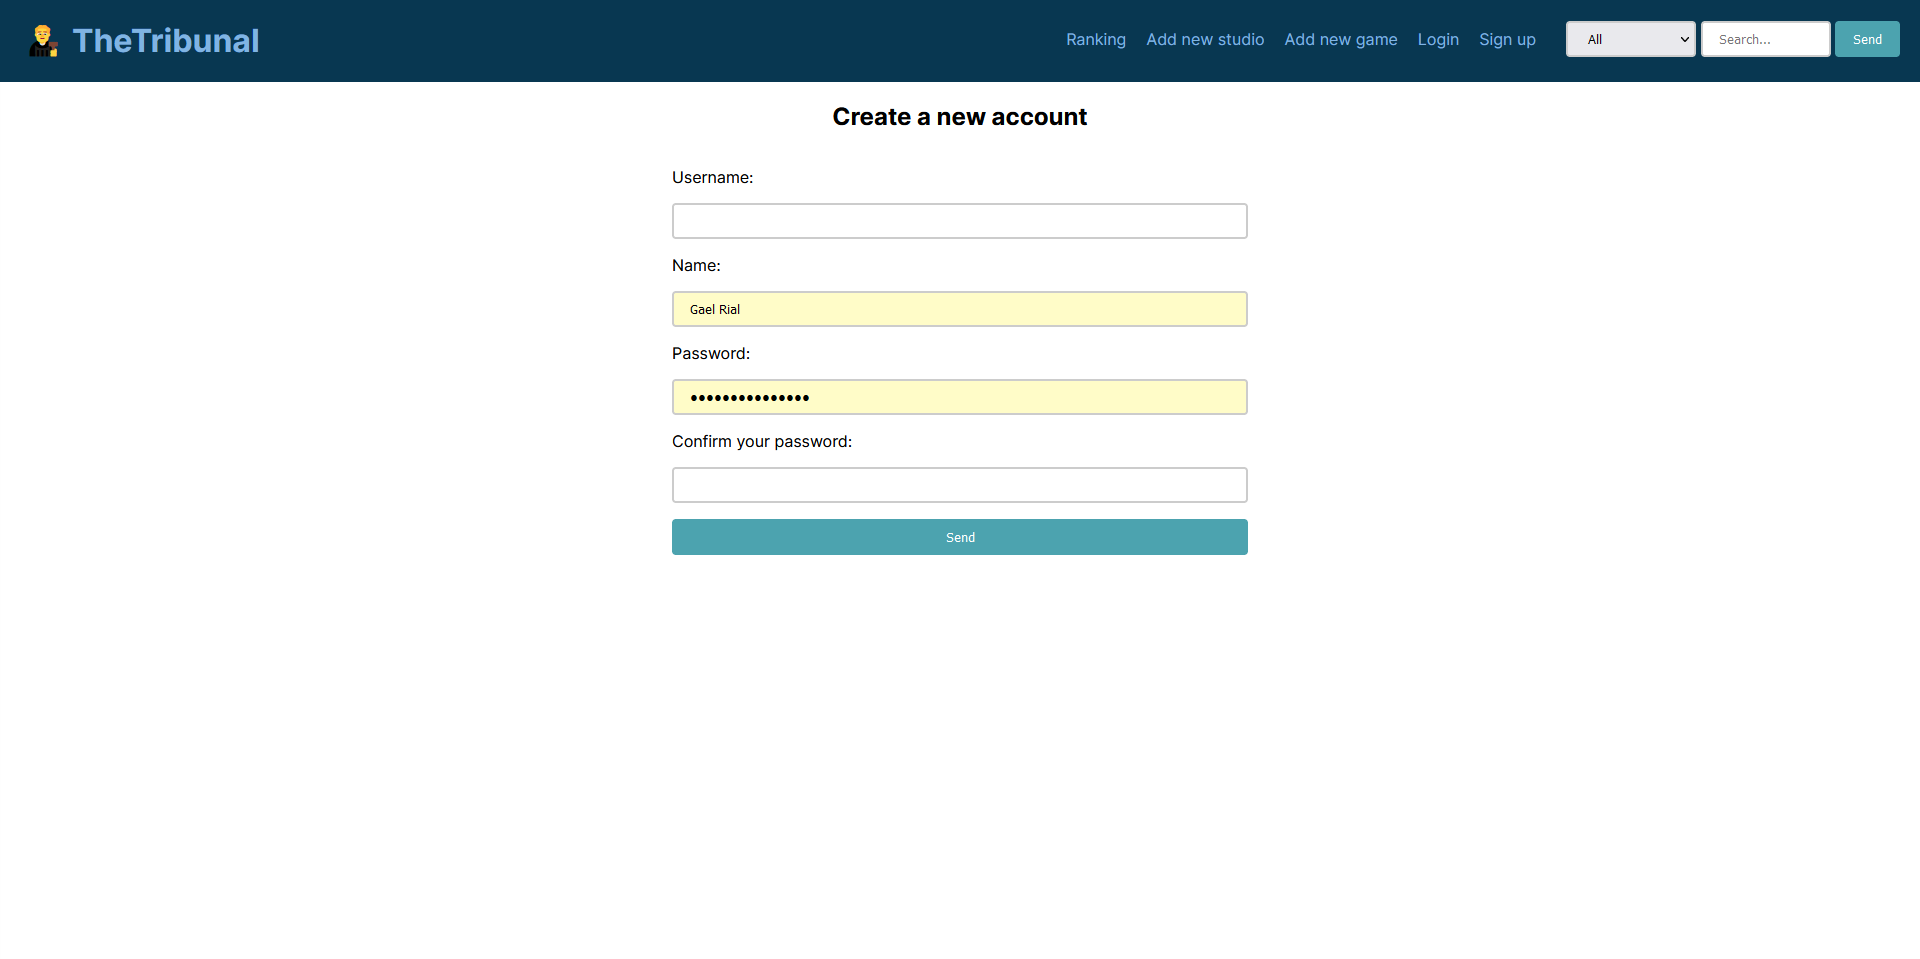 TheTribunal
Ranking Add new studio Add new game Login Sign up All Search... Send
Create a new account
Username:
Name:
Gael Rial
Password:
•••••••••••••••
Confirm your password:
Send